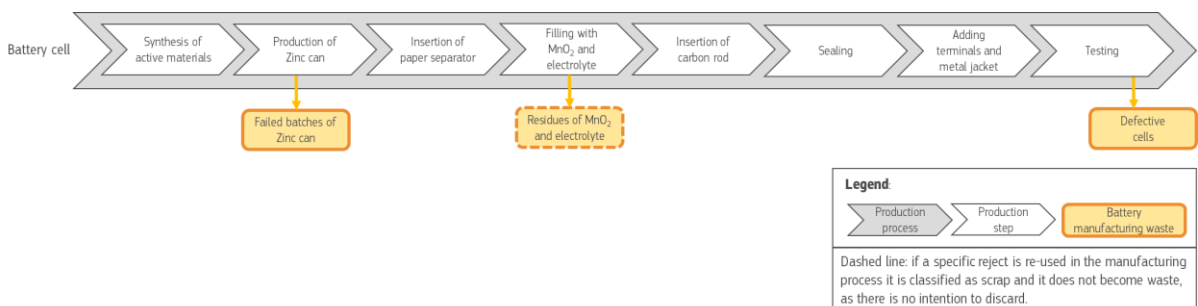 Battery cell
Synthesis of
active materials
Production of
Zinc can
Insertion of
paper separator
Filling with
MnO₂ and
electrolyte
Insertion of
carbon rod
Sealing
Adding
terminals and
metal jacket
Testing
Failed batches of
Zinc can
Residues of MnO₂
and electrolyte
Defective
cells
Legend:
Production
process
Production
step
Battery
manufacturing waste
Dashed line: if a specific reject is re-used in the manufacturing
process it is classified as scrap and it does not become waste,
as there is no intention to discard.